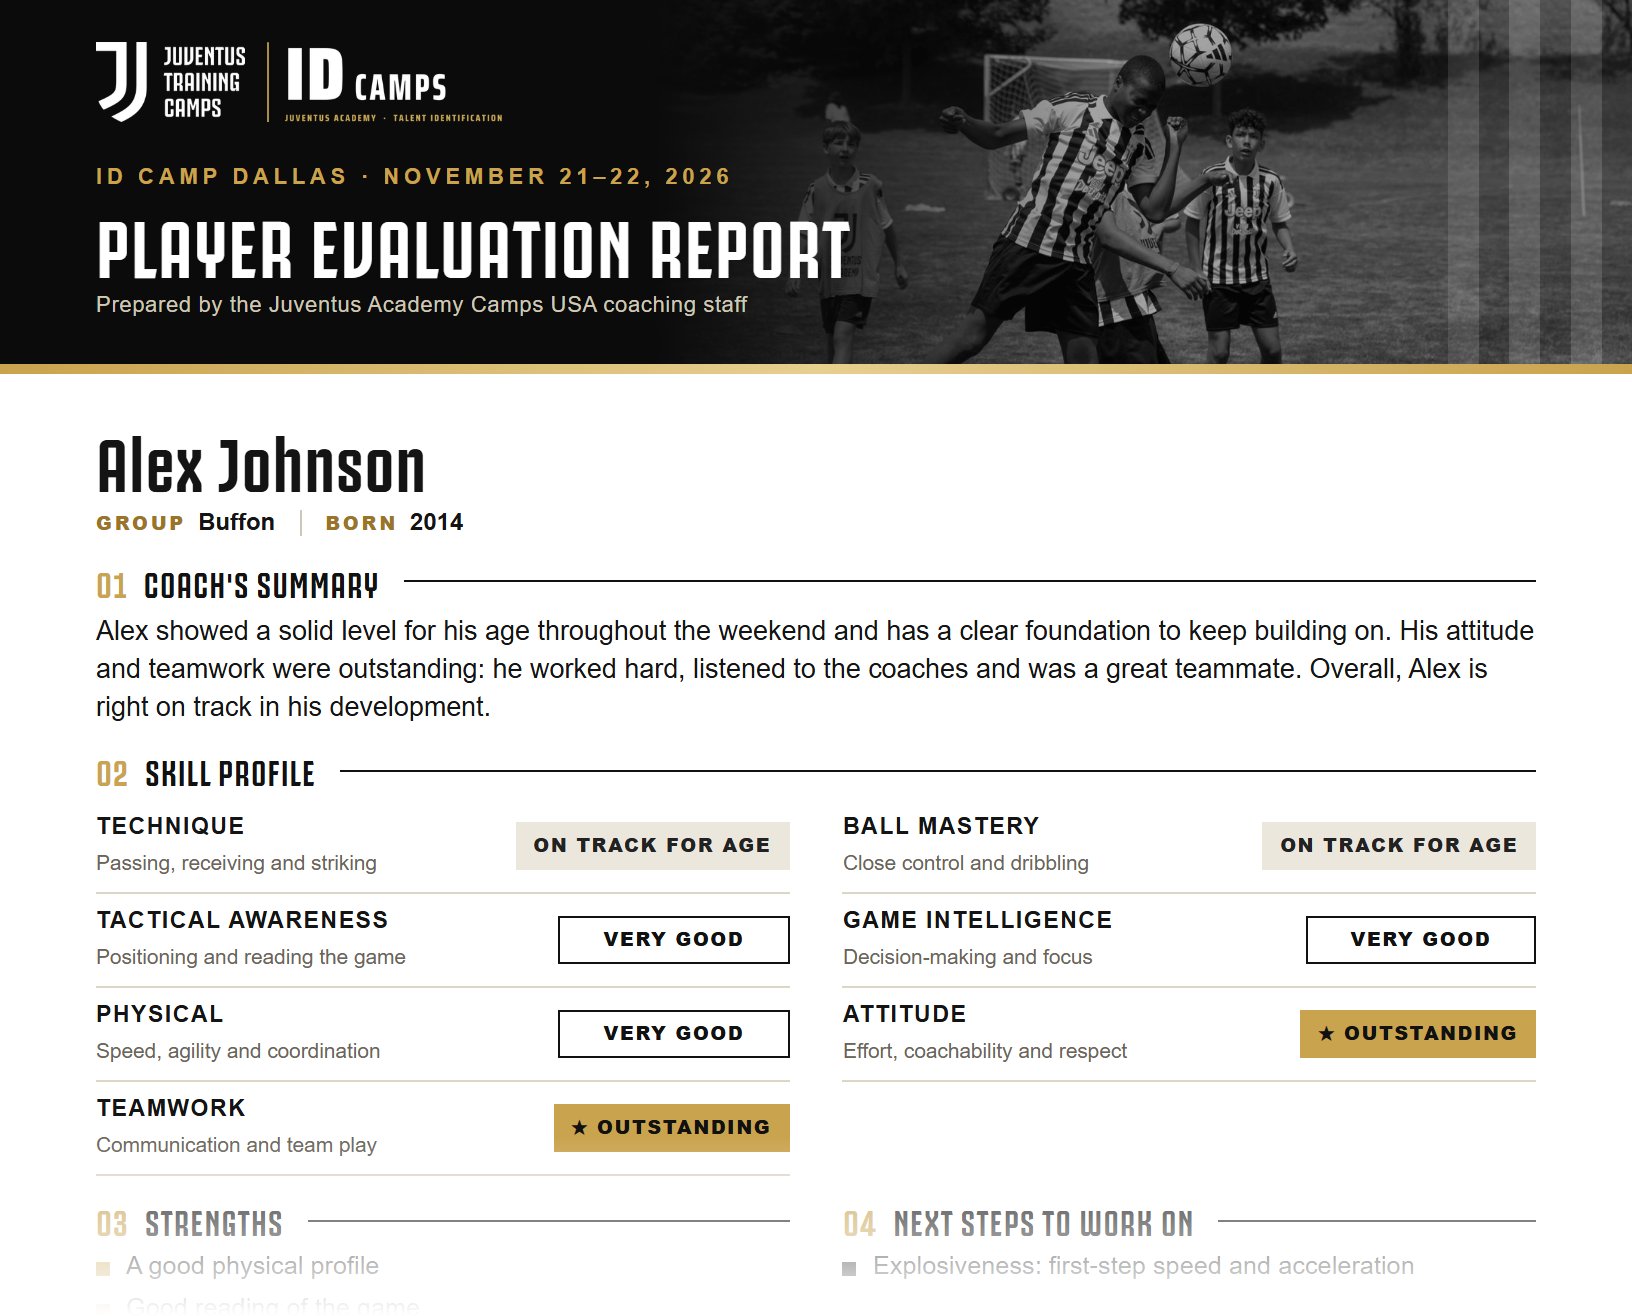 JUVENTUS
TRAINING
CAMPS
ID CAMPS
JUVENTUS ACADEMY · TALENT IDENTIFICATION
ID CAMP DALLAS · NOVEMBER 21–22, 2026
PLAYER EVALUATION REPORT
Prepared by the Juventus Academy Camps USA coaching staff
Jeep
Jeep
Alex Johnson
GROUP Buffon | BORN 2014
01 COACH'S SUMMARY
Alex showed a solid level for his age throughout the weekend and has a clear foundation to keep building on. His attitude
and teamwork were outstanding: he worked hard, listened to the coaches and was a great teammate. Overall, Alex is
right on track in his development.
02 SKILL PROFILE
TECHNIQUE
Passing, receiving and striking
ON TRACK FOR AGE
BALL MASTERY
Close control and dribbling
ON TRACK FOR AGE
TACTICAL AWARENESS
Positioning and reading the game
VERY GOOD
GAME INTELLIGENCE
Decision-making and focus
VERY GOOD
PHYSICAL
Speed, agility and coordination
VERY GOOD
ATTITUDE
Effort, coachability and respect
★ OUTSTANDING
TEAMWORK
Communication and team play
★ OUTSTANDING
03 STRENGTHS
A good physical profile
Good reading of the game
04 NEXT STEPS TO WORK ON
Explosiveness: first-step speed and acceleration